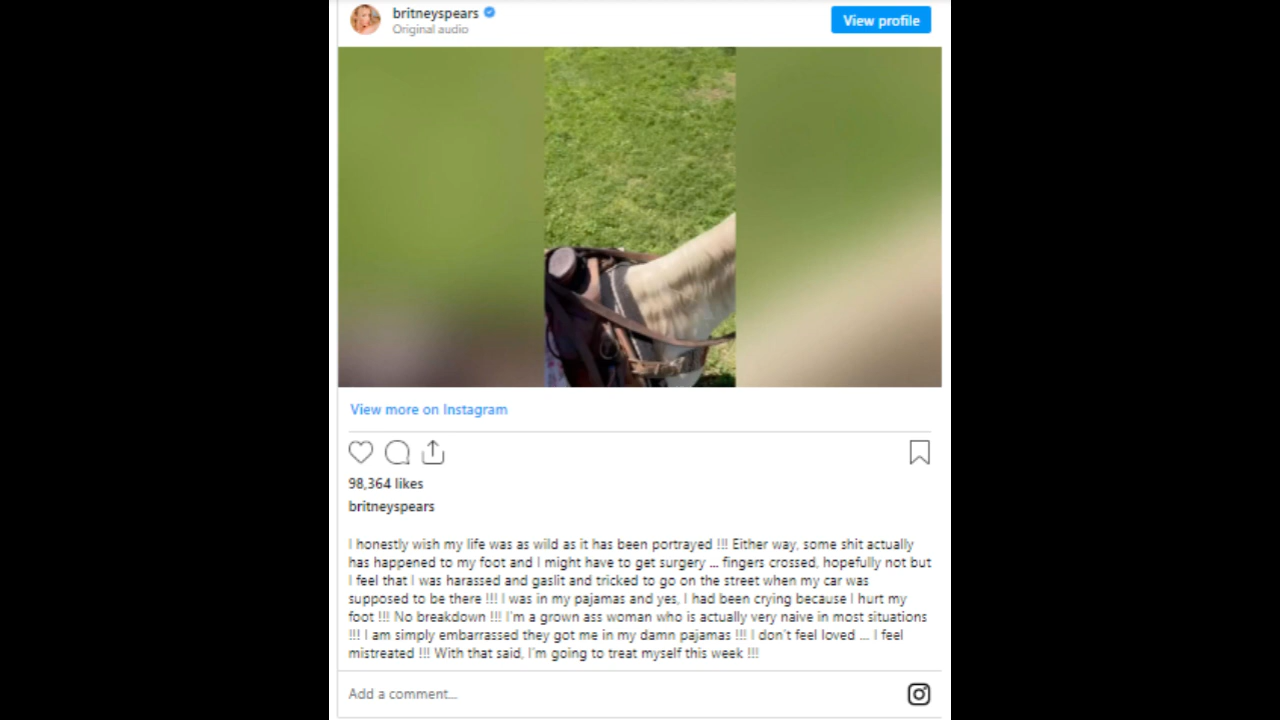 britneyspears
Original audio
View profile
View more on Instagram
98,364 likes
britneyspears
I honestly wish my life was as wild as it has been portrayed !!! Either way, some shit actually
has happened to my foot and I might have to get surgery ... fingers crossed, hopefully not but
I feel that I was harassed and gaslit and tricked to go on the street when my car was
supposed to be there !!! I was in my pajamas and yes, I had been crying because I hurt my
foot !!! No breakdown !!! I'm a grown ass woman who is actually very naive in most situations
!!! I am simply embarrassed they got me in my damn pajamas !!! I don't feel loved ... I feel
mistreated !!! With that said, I'm going to treat myself this week !!!
Add a comment...